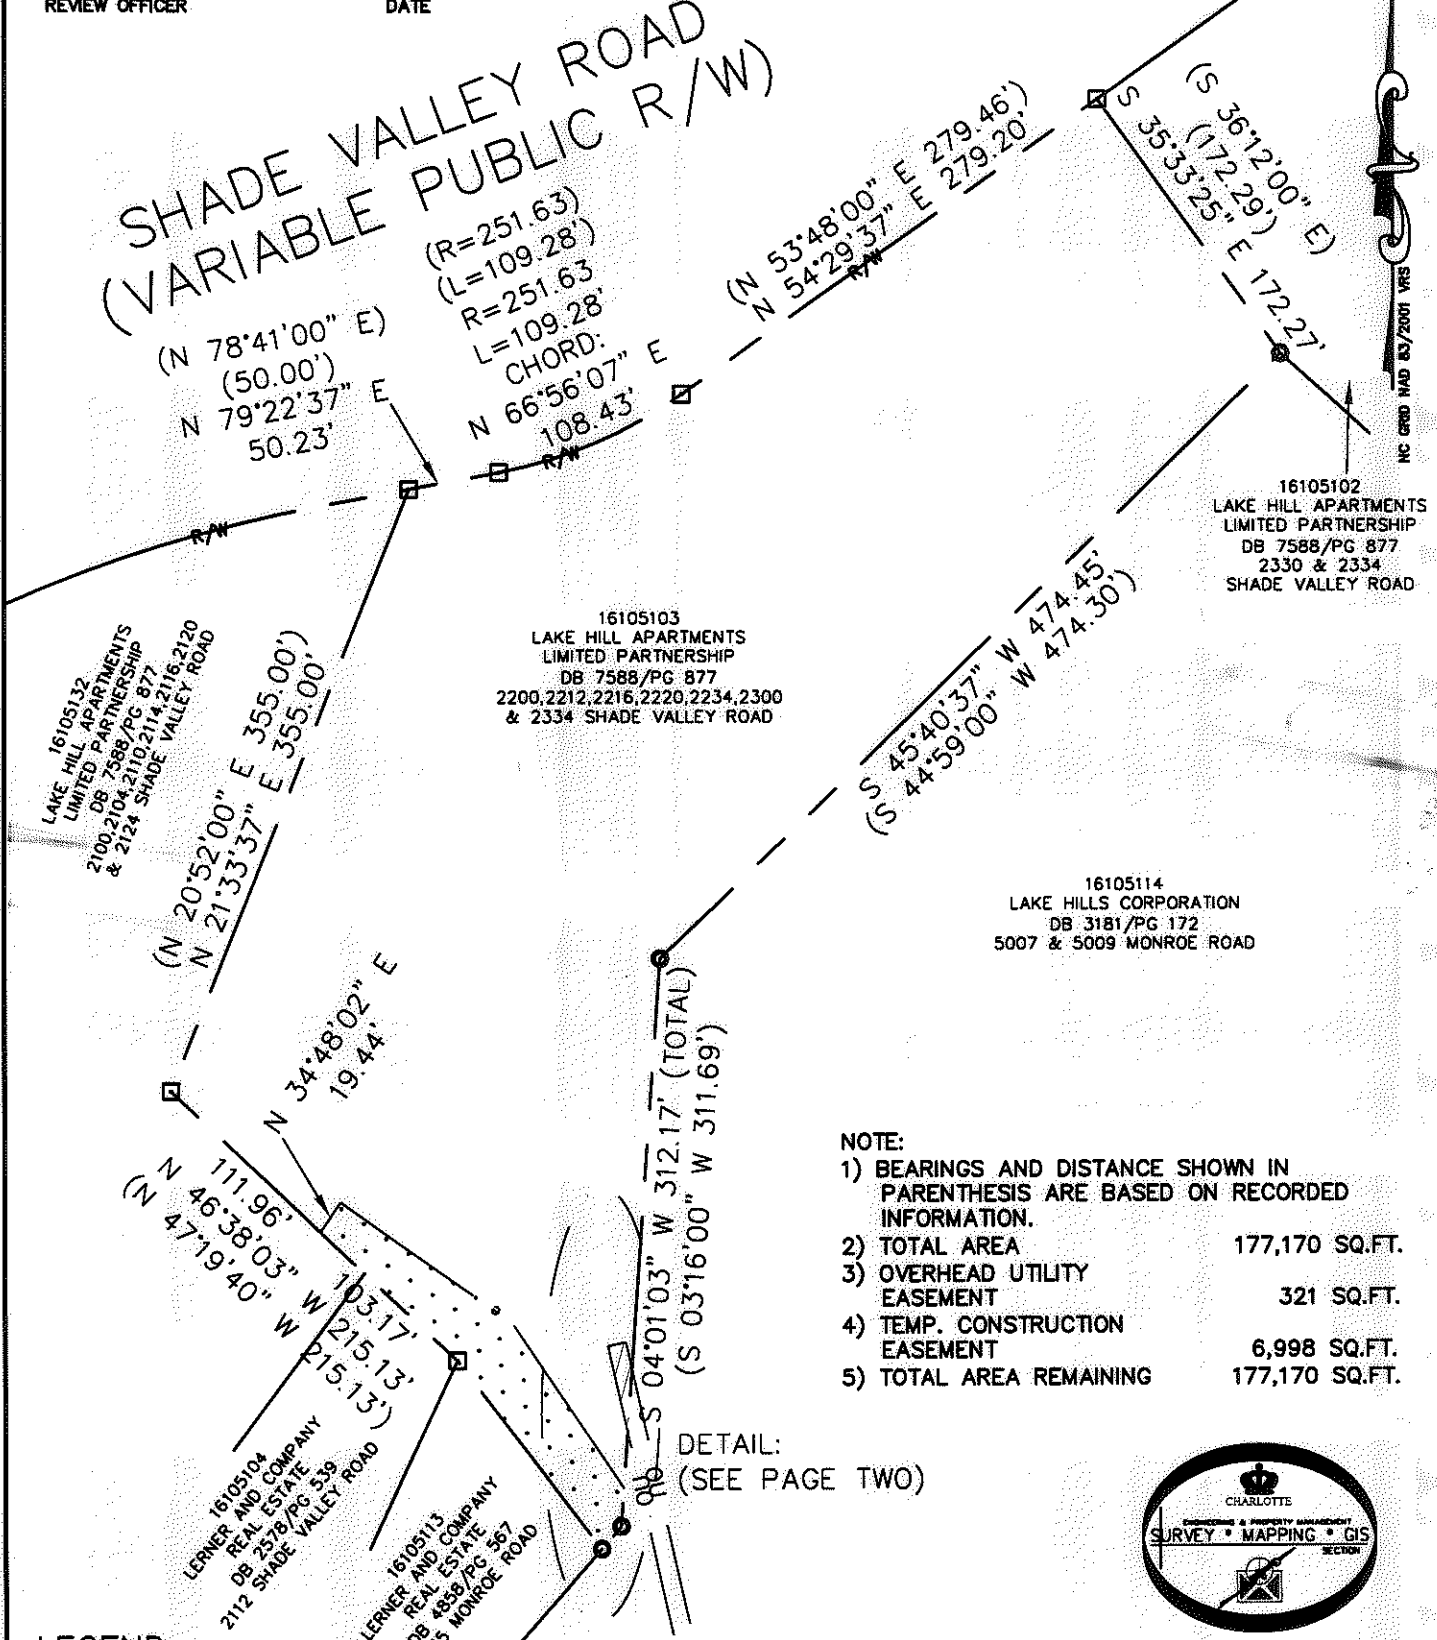 REVIEW OFFICER
DATE
SHADE VALLEY ROAD
(VARIABLE PUBLIC R/W)
(R=251.63)
(L=109.28')
R=251.63
L=109.28'
CHORD:
N 66°56'07" E
108.43'
(N 78°41'00" E)
(50.00')
N 79°22'37" E
50.23'
(N 53°48'00" E 279.46')
N 54°29'37" E 279.20'
R/W
(S 36°12'00" E)
(172.29')
S 35°33'25" E 172.27'
NC GRID NAD 83/2001 VRS
R/W
R/W
16105102
LAKE HILL APARTMENTS
LIMITED PARTNERSHIP
DB 7588/PG 877
2330 & 2334
SHADE VALLEY ROAD
16105103
LAKE HILL APARTMENTS
LIMITED PARTNERSHIP
DB 7588/PG 877
2200,2212,2216,2220,2234,2300
& 2334 SHADE VALLEY ROAD
16105132
LAKE HILL APARTMENTS
LIMITED PARTNERSHIP
DB 7588/PG 877
2100,2104,2110,2114,2116,2120
& 2124 SHADE VALLEY ROAD
(N 20°52'00" E 355.00')
N 21°33'37" E 355.00'
S 45°40'37" W 474.45'
(S 44°59'00" W 474.30')
16105114
LAKE HILLS CORPORATION
DB 3181/PG 172
5007 & 5009 MONROE ROAD
N 34°48'02" E
19.44'
S 04°01'03" W 312.17' (TOTAL)
(S 03°16'00" W 311.69')
111.96'
103.17'
N 46°38'03" W 215.13'
(N 47°19'40" W 215.13')
NOTE:
1) BEARINGS AND DISTANCE SHOWN IN
PARENTHESIS ARE BASED ON RECORDED
INFORMATION.
2) TOTAL AREA 177,170 SQ.FT.
3) OVERHEAD UTILITY
EASEMENT 321 SQ.FT.
4) TEMP. CONSTRUCTION
EASEMENT 6,998 SQ.FT.
5) TOTAL AREA REMAINING 177,170 SQ.FT.
DETAIL:
(SEE PAGE TWO)
OHU
16105104
LERNER AND COMPANY
REAL ESTATE
DB 2578/PG 539
2112 SHADE VALLEY ROAD
16105113
LERNER AND COMPANY
REAL ESTATE
DB 4858/PG 567
MONROE ROAD
CHARLOTTE
ENGINEERING & PROPERTY MANAGEMENT
SURVEY * MAPPING * GIS
SECTION
LEGEND